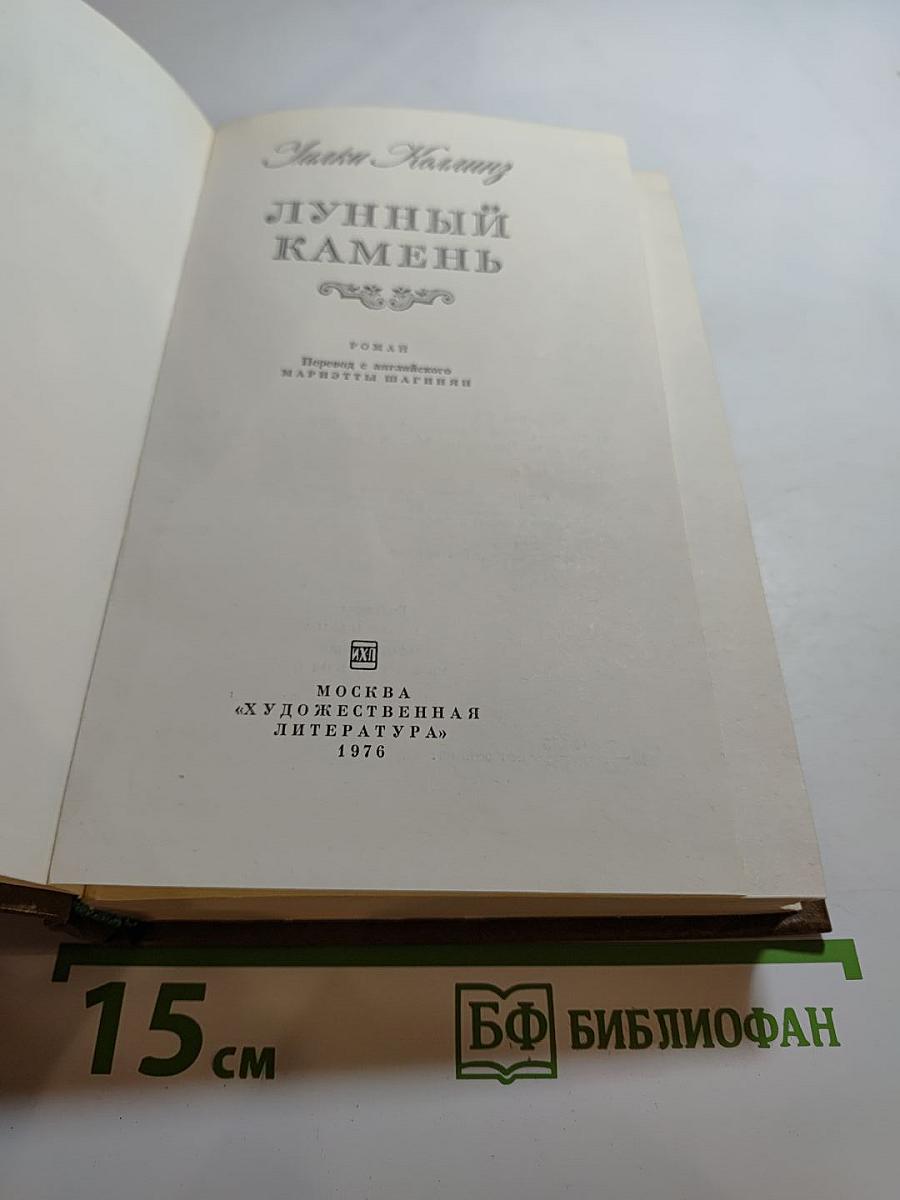 Уилки Коллинз
ЛУННЫЙ
КАМЕНЬ
РОМАН
Перевод с английского
МАРИЭТТЫ ШАГИНЯН
ИХЛ
МОСКВА
«ХУДОЖЕСТВЕННАЯ
ЛИТЕРАТУРА»
1976
15 см
БФ БИБЛИОФАН